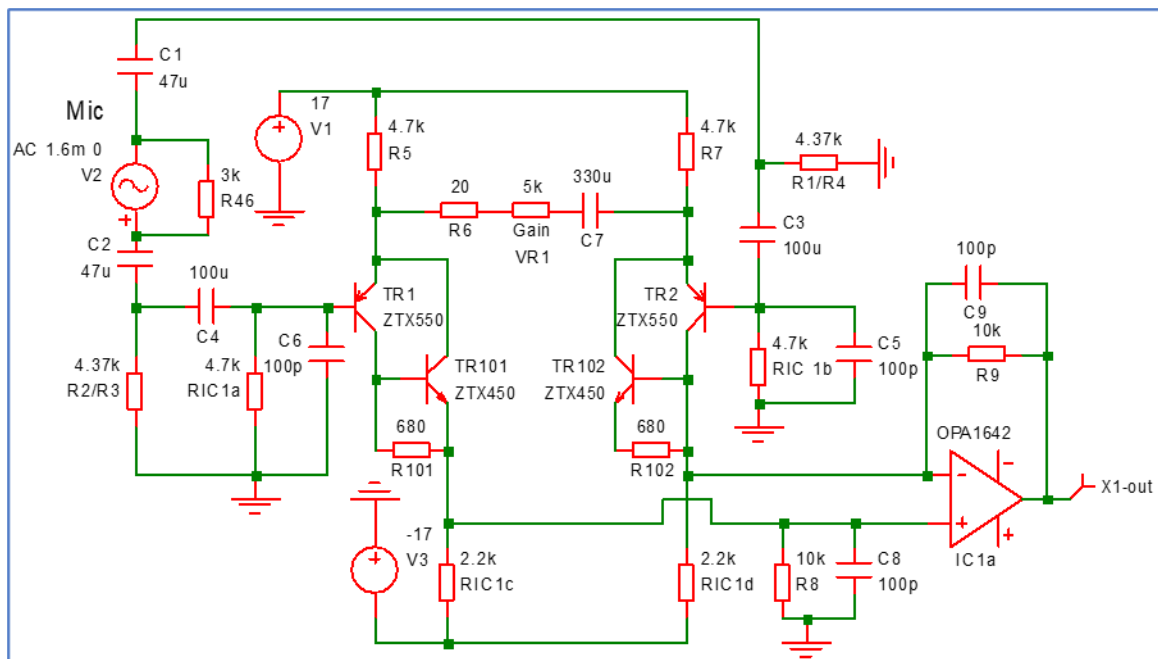 C1
47u
Mic
AC 1.6m 0
V2
3k
R46
C2
47u
17
V1
4.7k
R5
4.7k
R7
20
R6
5k
Gain
VR1
330u
C7
4.37k
R1/R4
C3
100u
100u
C4
4.37k
R2/R3
4.7k
RIC1a
C6
100p
TR1
ZTX550
TR2
ZTX550
TR101
ZTX450
TR102
ZTX450
680
R101
680
R102
4.7k
RIC 1b
C5
100p
100p
C9
10k
R9
OPA1642
-
+
-
+
IC1a
X1-out
-17
V3
2.2k
RIC1c
2.2k
RIC1d
10k
R8
C8
100p